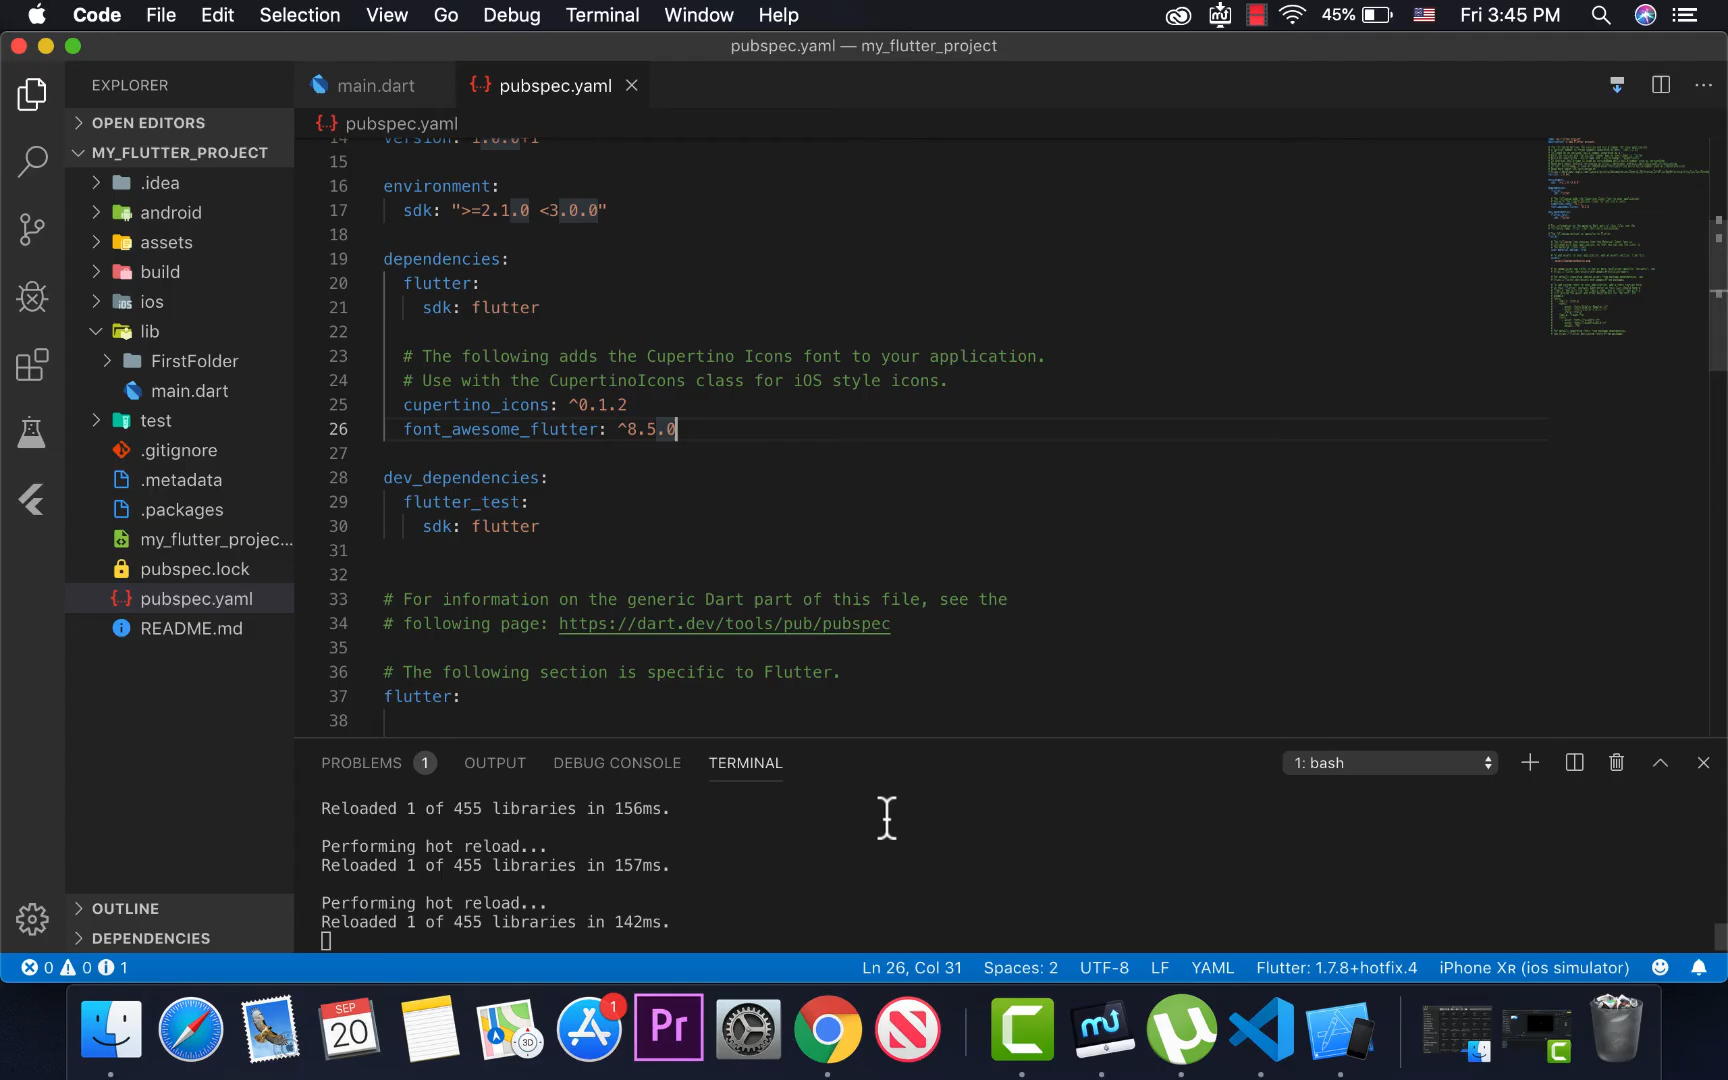 Code File Edit Selection View Go Debug Terminal Window Help 45% Fri 3:45 PM
pubspec.yaml — my_flutter_project
EXPLORER
OPEN EDITORS
MY_FLUTTER_PROJECT
.idea
android
assets
build
ios
lib
FirstFolder
main.dart
test
.gitignore
.metadata
.packages
my_flutter_projec...
pubspec.lock
pubspec.yaml
README.md
OUTLINE
DEPENDENCIES
main.dart pubspec.yaml
pubspec.yaml
14 version: 1.0.0+1
15
16 environment:
17 sdk: ">=2.1.0 <3.0.0"
18
19 dependencies:
20 flutter:
21 sdk: flutter
22
23 # The following adds the Cupertino Icons font to your application.
24 # Use with the CupertinoIcons class for iOS style icons.
25 cupertino_icons: ^0.1.2
26 font_awesome_flutter: ^8.5.0
27
28 dev_dependencies:
29 flutter_test:
30 sdk: flutter
31
32
33 # For information on the generic Dart part of this file, see the
34 # following page: https://dart.dev/tools/pub/pubspec
35
36 # The following section is specific to Flutter.
37 flutter:
38
PROBLEMS 1 OUTPUT DEBUG CONSOLE TERMINAL 1: bash
Reloaded 1 of 455 libraries in 156ms.
Performing hot reload...
Reloaded 1 of 455 libraries in 157ms.
Performing hot reload...
Reloaded 1 of 455 libraries in 142ms.
0 0 1 Ln 26, Col 31 Spaces: 2 UTF-8 LF YAML Flutter: 1.7.8+hotfix.4 iPhone Xʀ (ios simulator)
SEP
20
3D
1
Pr